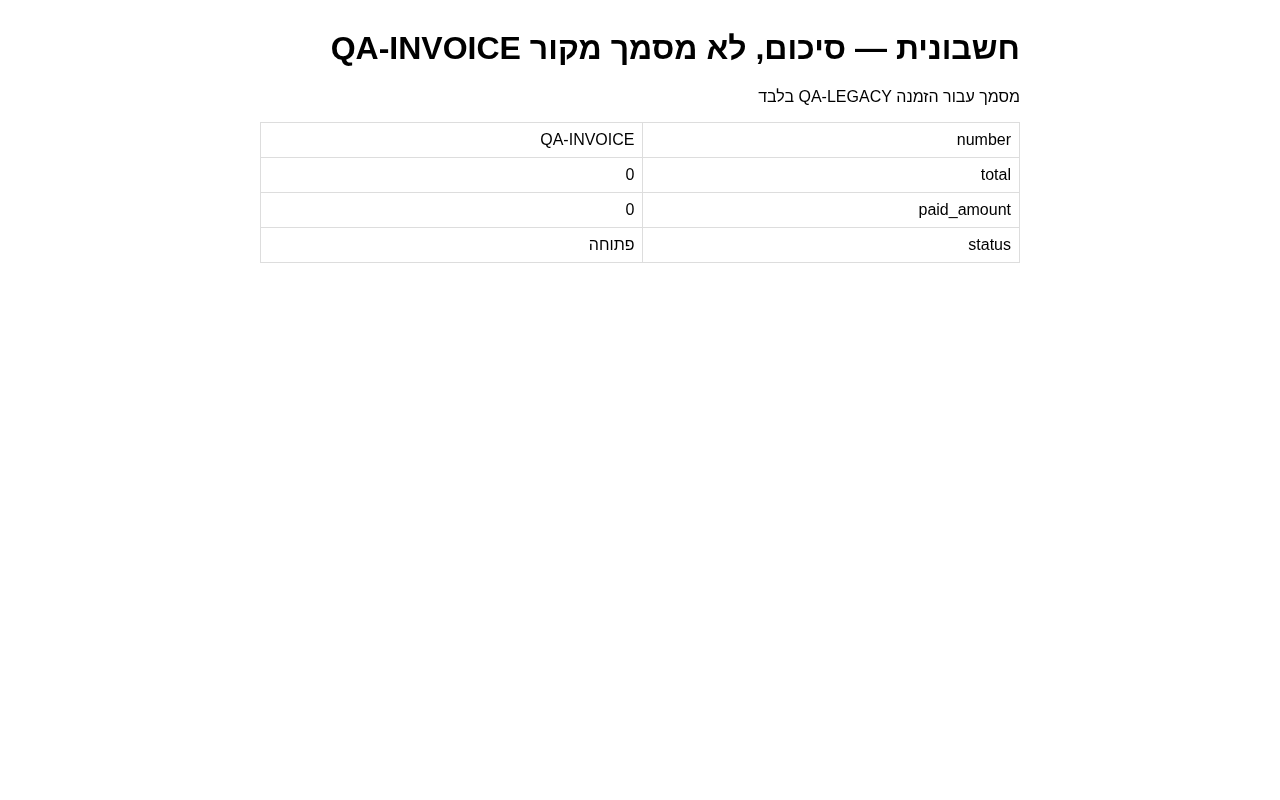 חשבונית — סיכום, לא מסמך מקור QA-INVOICE
מסמך עבור הזמנה QA-LEGACY בלבד
number QA-INVOICE
total 0
paid_amount 0
status פתוחה